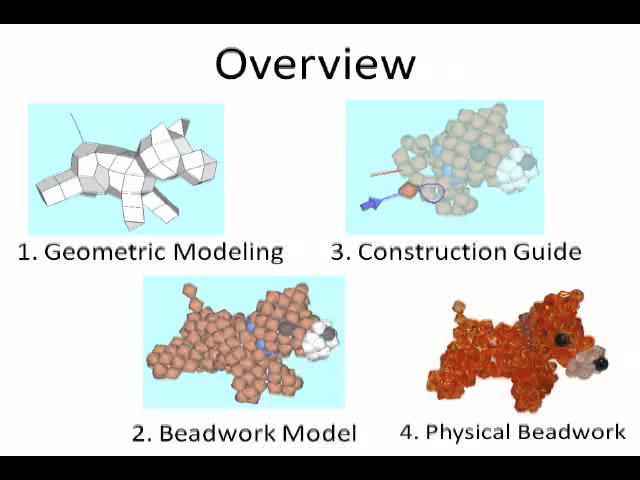 Overview
1. Geometric Modeling
3. Construction Guide
2. Beadwork Model
4. Physical Beadwork